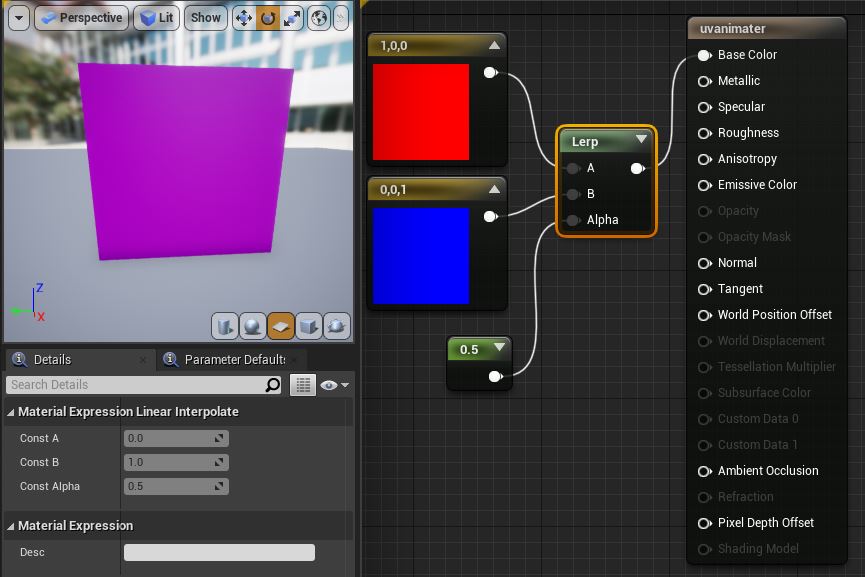 Perspective
Lit
Show
Z
X
Details
Parameter Defaults
Search Details
Material Expression Linear Interpolate
Const A
0.0
Const B
1.0
Const Alpha
0.5
Material Expression
Desc
1,0,0
0,0,1
0.5
Lerp
A
B
Alpha
uvanimater
Base Color
Metallic
Specular
Roughness
Anisotropy
Emissive Color
Opacity
Opacity Mask
Normal
Tangent
World Position Offset
World Displacement
Tessellation Multiplier
Subsurface Color
Custom Data 0
Custom Data 1
Ambient Occlusion
Refraction
Pixel Depth Offset
Shading Model